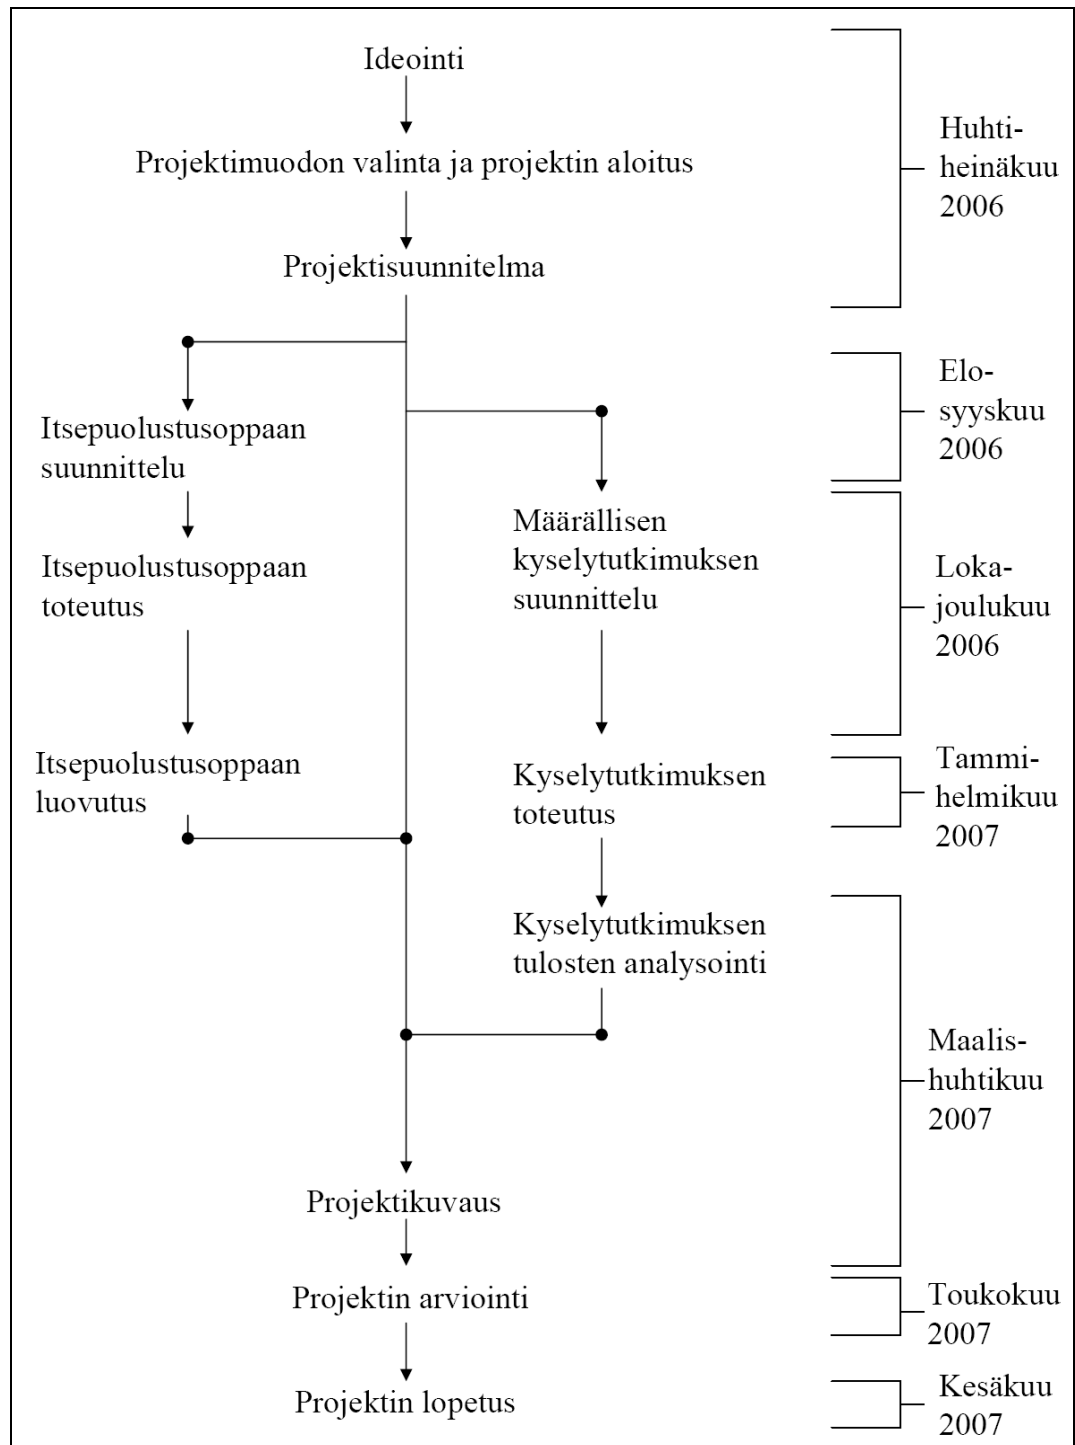 Ideointi
Projektimuodon valinta ja projektin aloitus
Projektisuunnitelma
Huhti-
heinäkuu
2006
Itsepuolustusoppaan
suunnittelu
Elo-
syyskuu
2006
Itsepuolustusoppaan
toteutus
Määrällisen
kyselytutkimuksen
suunnittelu
Loka-
joulukuu
2006
Itsepuolustusoppaan
luovutus
Kyselytutkimuksen
toteutus
Tammi-
helmikuu
2007
Kyselytutkimuksen
tulosten analysointi
Projektikuvaus
Maalis-
huhtikuu
2007
Projektin arviointi
Toukokuu
2007
Projektin lopetus
Kesäkuu
2007